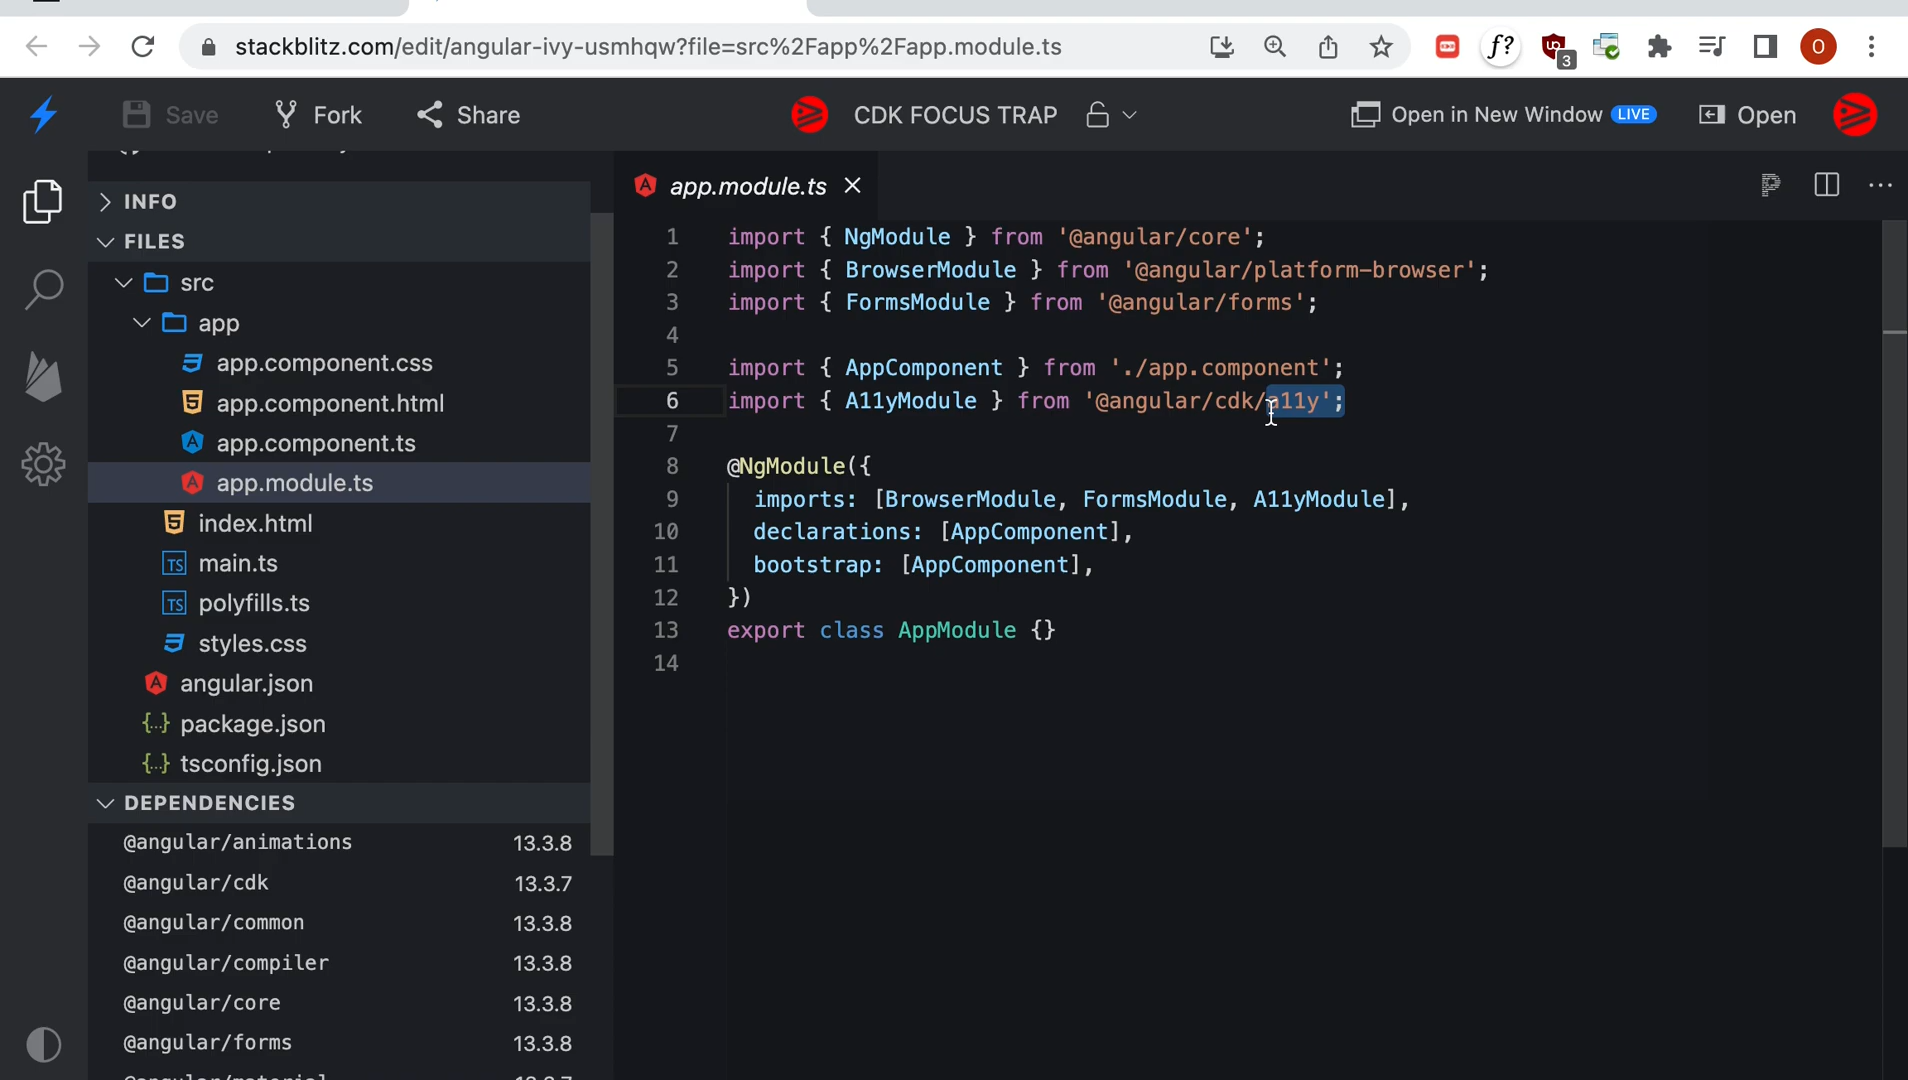 stackblitz.com/edit/angular-ivy-usmhqw?file=src%2Fapp%2Fapp.module.ts
f?
3
O
Save
Fork
Share
CDK FOCUS TRAP
Open in New Window LIVE
Open
INFO
FILES
src
app
app.component.css
app.component.html
app.component.ts
app.module.ts
index.html
TS main.ts
TS polyfills.ts
styles.css
angular.json
{..} package.json
{..} tsconfig.json
DEPENDENCIES
@angular/animations 13.3.8
@angular/cdk 13.3.7
@angular/common 13.3.8
@angular/compiler 13.3.8
@angular/core 13.3.8
@angular/forms 13.3.8
app.module.ts
1 import { NgModule } from '@angular/core';
2 import { BrowserModule } from '@angular/platform-browser';
3 import { FormsModule } from '@angular/forms';
4
5 import { AppComponent } from './app.component';
6 import { A11yModule } from '@angular/cdk/a11y';
7
8 @NgModule({
9 imports: [BrowserModule, FormsModule, A11yModule],
10 declarations: [AppComponent],
11 bootstrap: [AppComponent],
12 })
13 export class AppModule {}
14